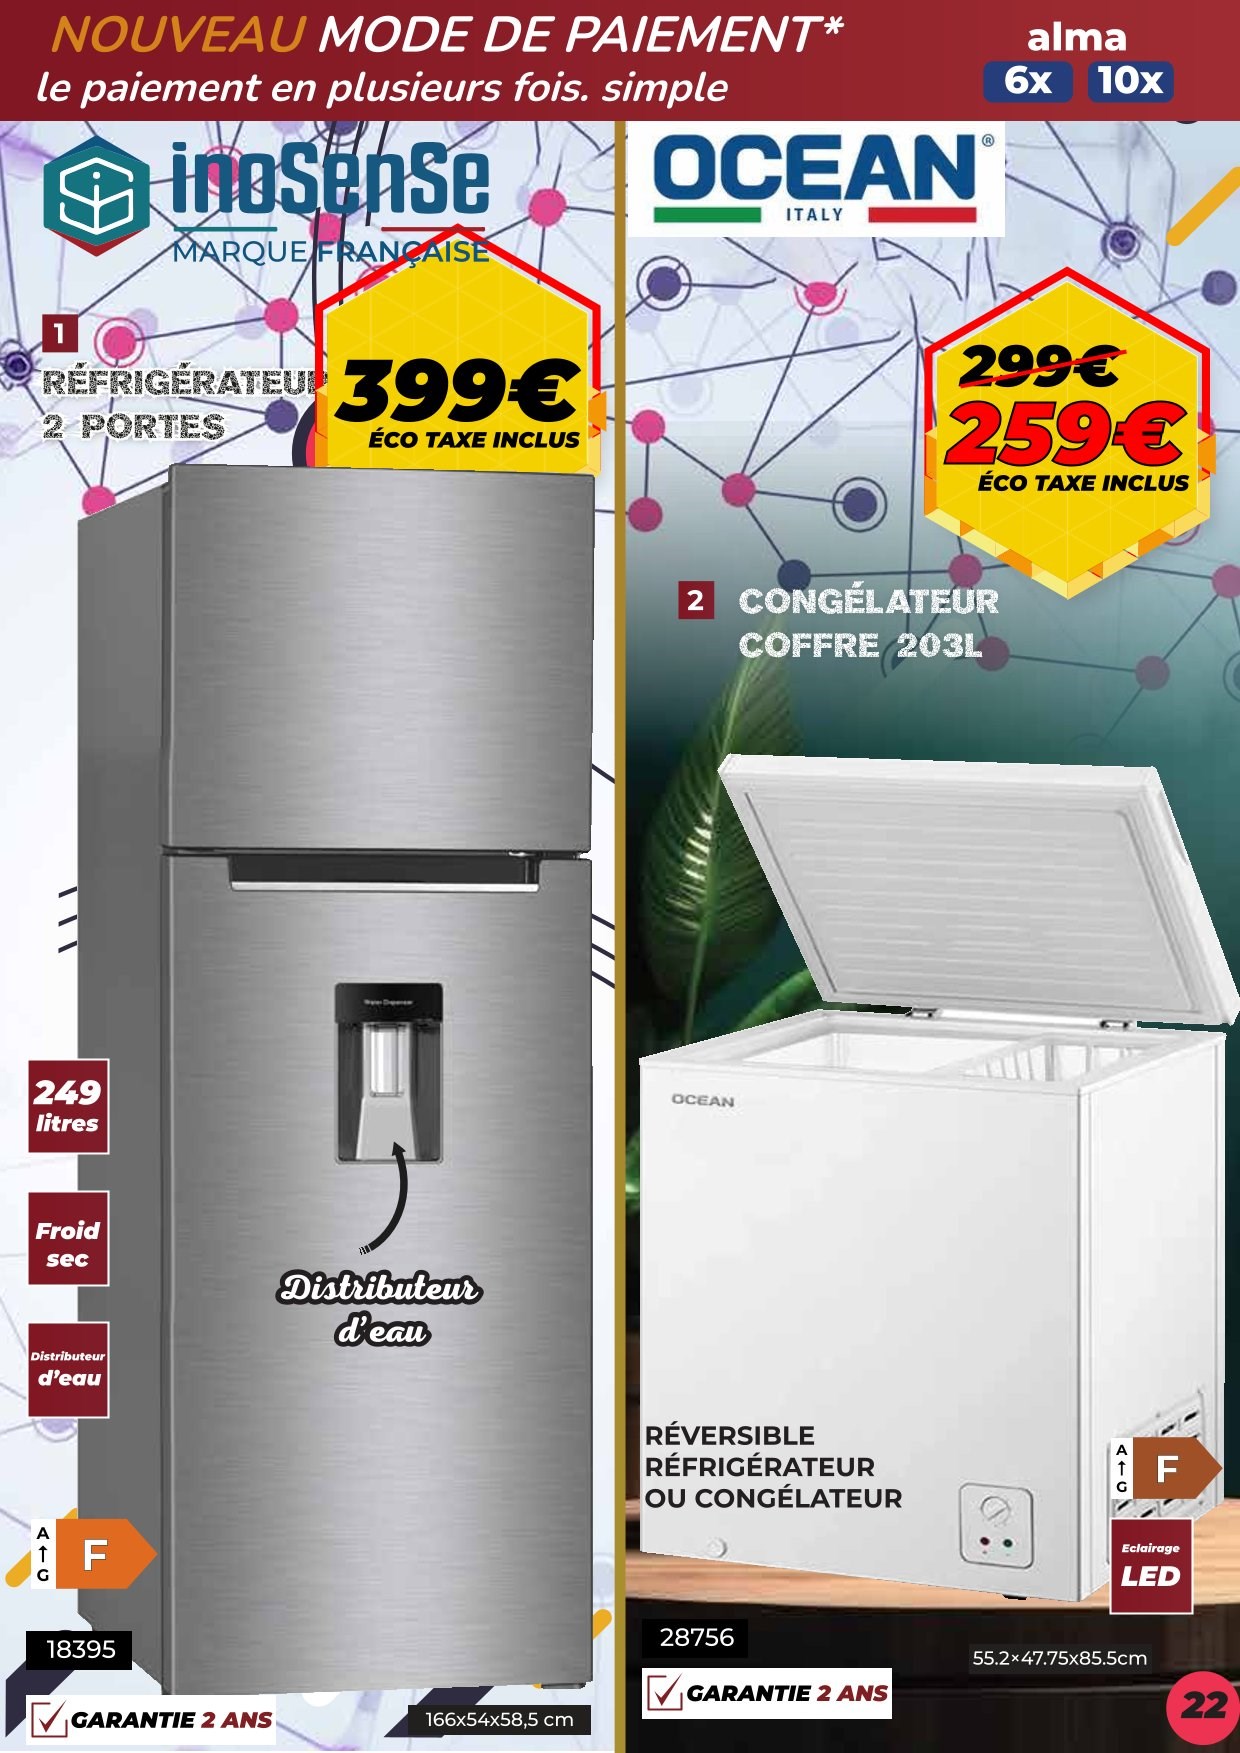 NOUVEAU MODE DE PAIEMENT*
le paiement en plusieurs fois. simple
alma
6x 10x
inoSenSe
MARQUE FRANÇAISE
1
RÉFRIGÉRATEUR
2 PORTES
399€
ÉCO TAXE INCLUS
Water Dispenser
249
litres
Froid
sec
Distributeur
d'eau
Distributeur
d'eau
A
↑
G
F
18395
GARANTIE 2 ANS
166x54x58,5 cm
OCEAN®
ITALY
299€
259€
ÉCO TAXE INCLUS
2
CONGÉLATEUR
COFFRE 203L
OCEAN
RÉVERSIBLE
RÉFRIGÉRATEUR
OU CONGÉLATEUR
A
↑
G
F
Eclairage
LED
28756
55.2×47.75x85.5cm
GARANTIE 2 ANS
22